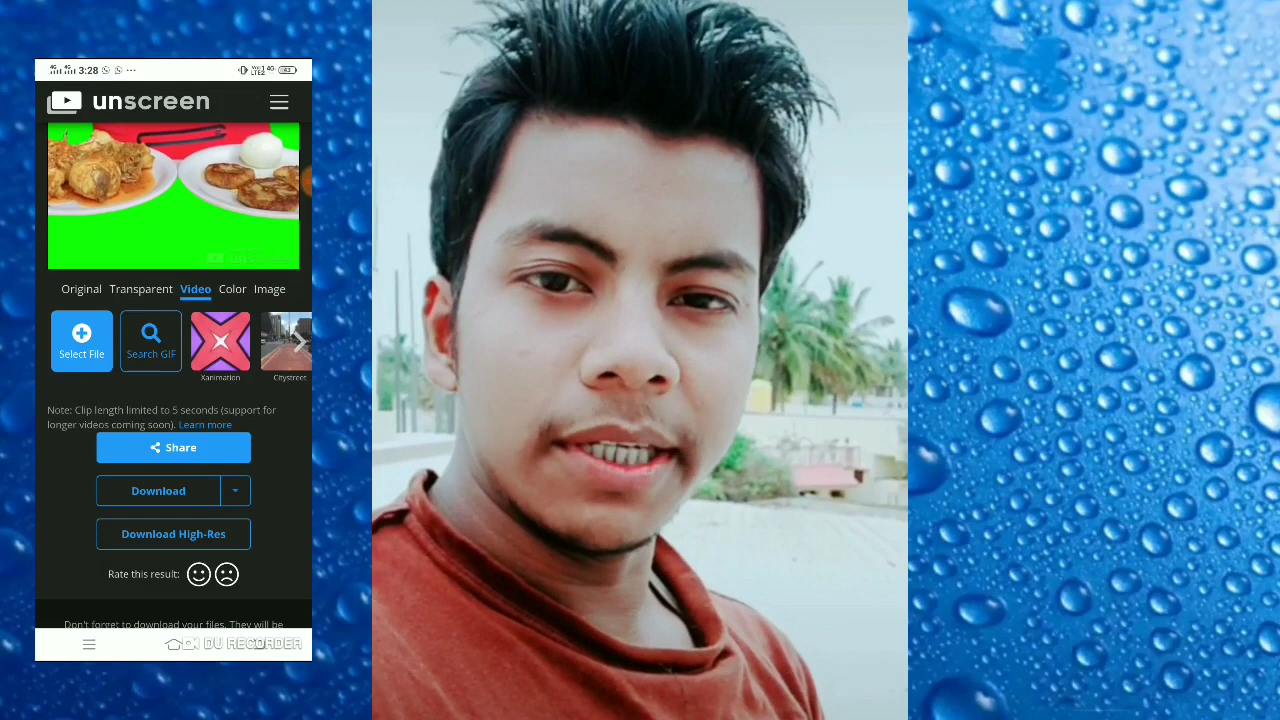 3:28
unscreen
Original Transparent Video Color Image
Select File
Search GIF
Xanimation
Citystreet
Note: Clip length limited to 5 seconds (support for
longer videos coming soon). Learn more
Share
Download
Download High-Res
Rate this result:
Don't forget to download your files. They will be
DU RECORDER